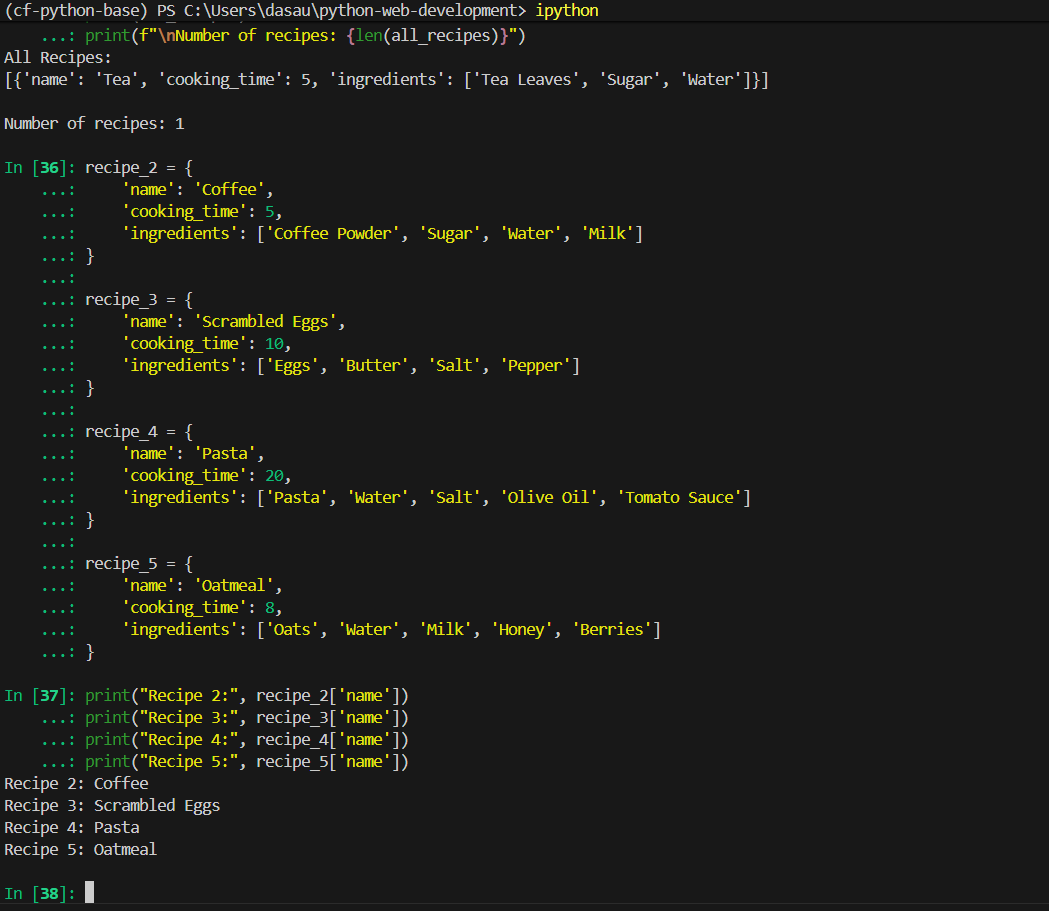 (cf-python-base) PS C:\Users\dasau\python-web-development> ipython
    ...: print(f"\nNumber of recipes: {len(all_recipes)}")
All Recipes:
[{'name': 'Tea', 'cooking_time': 5, 'ingredients': ['Tea Leaves', 'Sugar', 'Water']}]

Number of recipes: 1

In [36]: recipe_2 = {
    ...:     'name': 'Coffee',
    ...:     'cooking_time': 5,
    ...:     'ingredients': ['Coffee Powder', 'Sugar', 'Water', 'Milk']
    ...: }
    ...:
    ...: recipe_3 = {
    ...:     'name': 'Scrambled Eggs',
    ...:     'cooking_time': 10,
    ...:     'ingredients': ['Eggs', 'Butter', 'Salt', 'Pepper']
    ...: }
    ...:
    ...: recipe_4 = {
    ...:     'name': 'Pasta',
    ...:     'cooking_time': 20,
    ...:     'ingredients': ['Pasta', 'Water', 'Salt', 'Olive Oil', 'Tomato Sauce']
    ...: }
    ...:
    ...: recipe_5 = {
    ...:     'name': 'Oatmeal',
    ...:     'cooking_time': 8,
    ...:     'ingredients': ['Oats', 'Water', 'Milk', 'Honey', 'Berries']
    ...: }

In [37]: print("Recipe 2:", recipe_2['name'])
    ...: print("Recipe 3:", recipe_3['name'])
    ...: print("Recipe 4:", recipe_4['name'])
    ...: print("Recipe 5:", recipe_5['name'])
Recipe 2: Coffee
Recipe 3: Scrambled Eggs
Recipe 4: Pasta
Recipe 5: Oatmeal

In [38]: